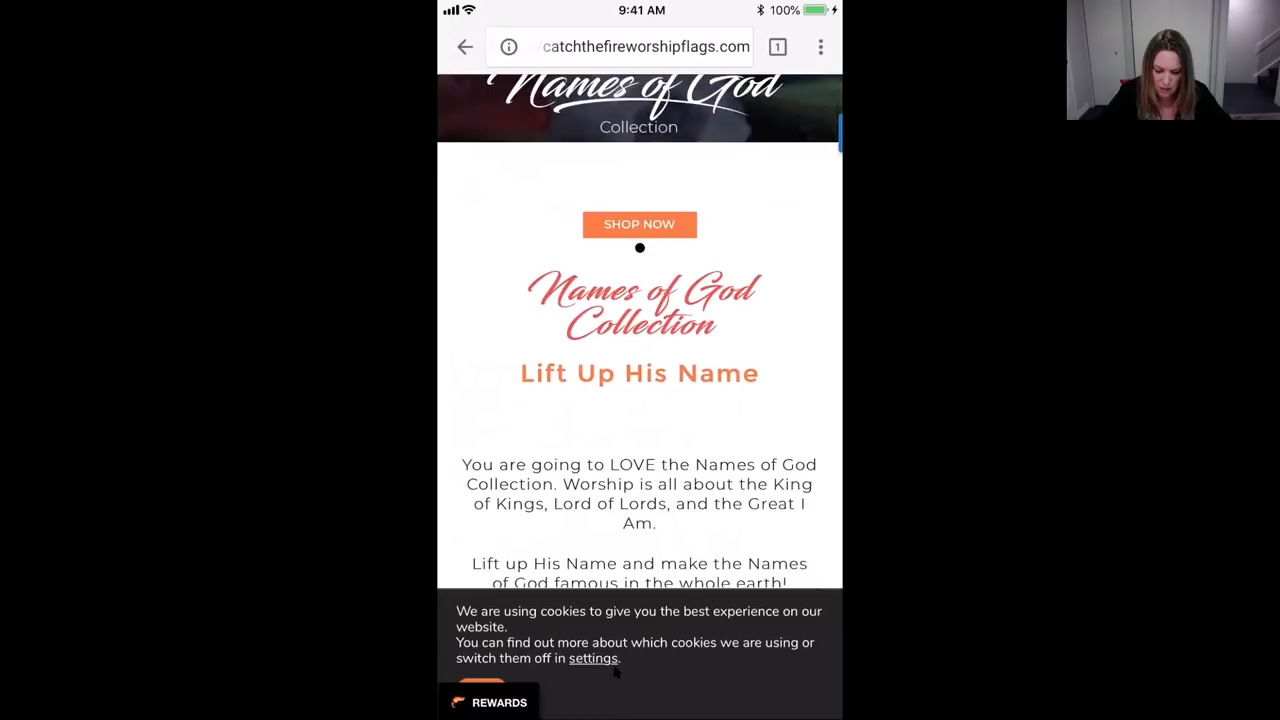 9:41 AM
100%
catchthefireworshipflags.com
1
Names of God
Collection
SHOP NOW
Names of God
Collection
Lift Up His Name
You are going to LOVE the Names of God
Collection. Worship is all about the King
of Kings, Lord of Lords, and the Great I
Am.
Lift up His Name and make the Names
of God famous in the whole earth!
We are using cookies to give you the best experience on our
website.
You can find out more about which cookies we are using or
switch them off in settings.
REWARDS